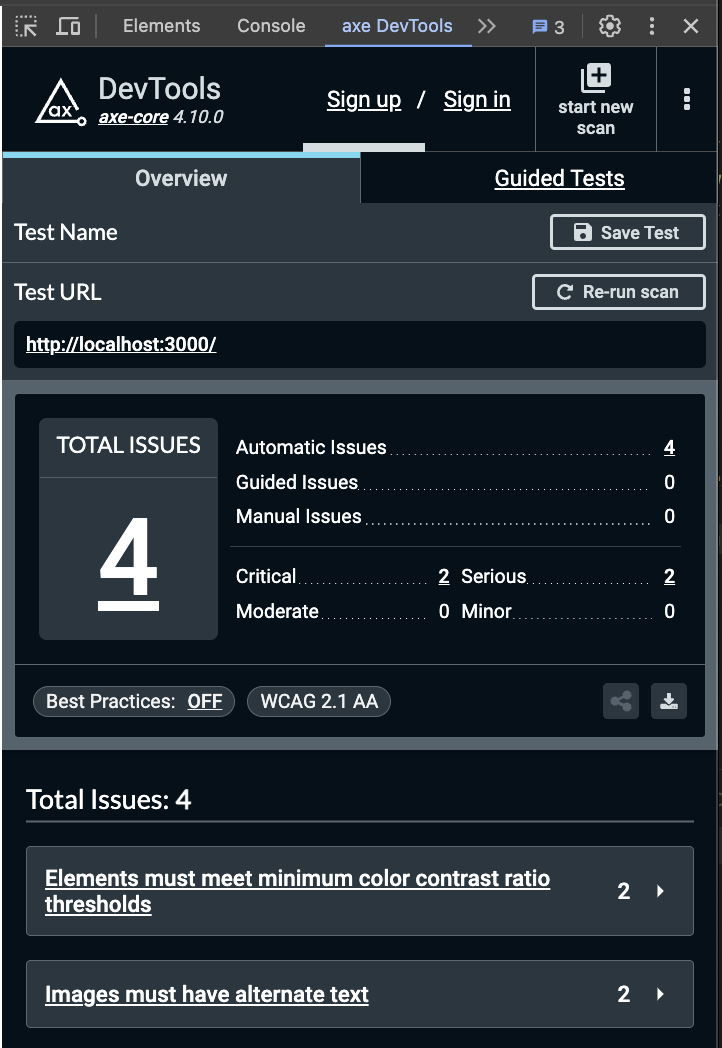 Elements Console axe DevTools 3
ax DevTools Sign up / Sign in start new
axe-core 4.10.0 scan
Overview Guided Tests
Test Name Save Test
Test URL Re-run scan
http://localhost:3000/
TOTAL ISSUES
4
Automatic Issues 4
Guided Issues 0
Manual Issues 0
Critical 2 Serious 2
Moderate 0 Minor 0
Best Practices: OFF WCAG 2.1 AA
Total Issues: 4
Elements must meet minimum color contrast ratio
thresholds 2
Images must have alternate text 2